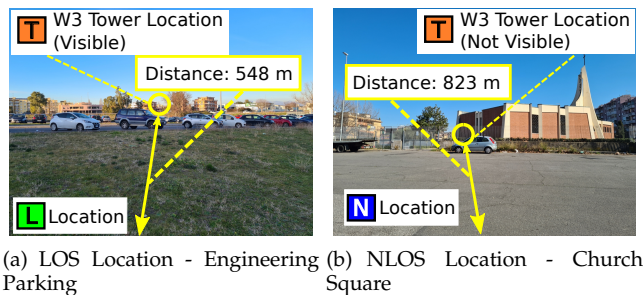 T W3 Tower Location
(Visible)
Distance: 548 m
L Location
(a) LOS Location - Engineering
Parking
T W3 Tower Location
(Not Visible)
Distance: 823 m
N Location
(b) NLOS Location - Church
Square